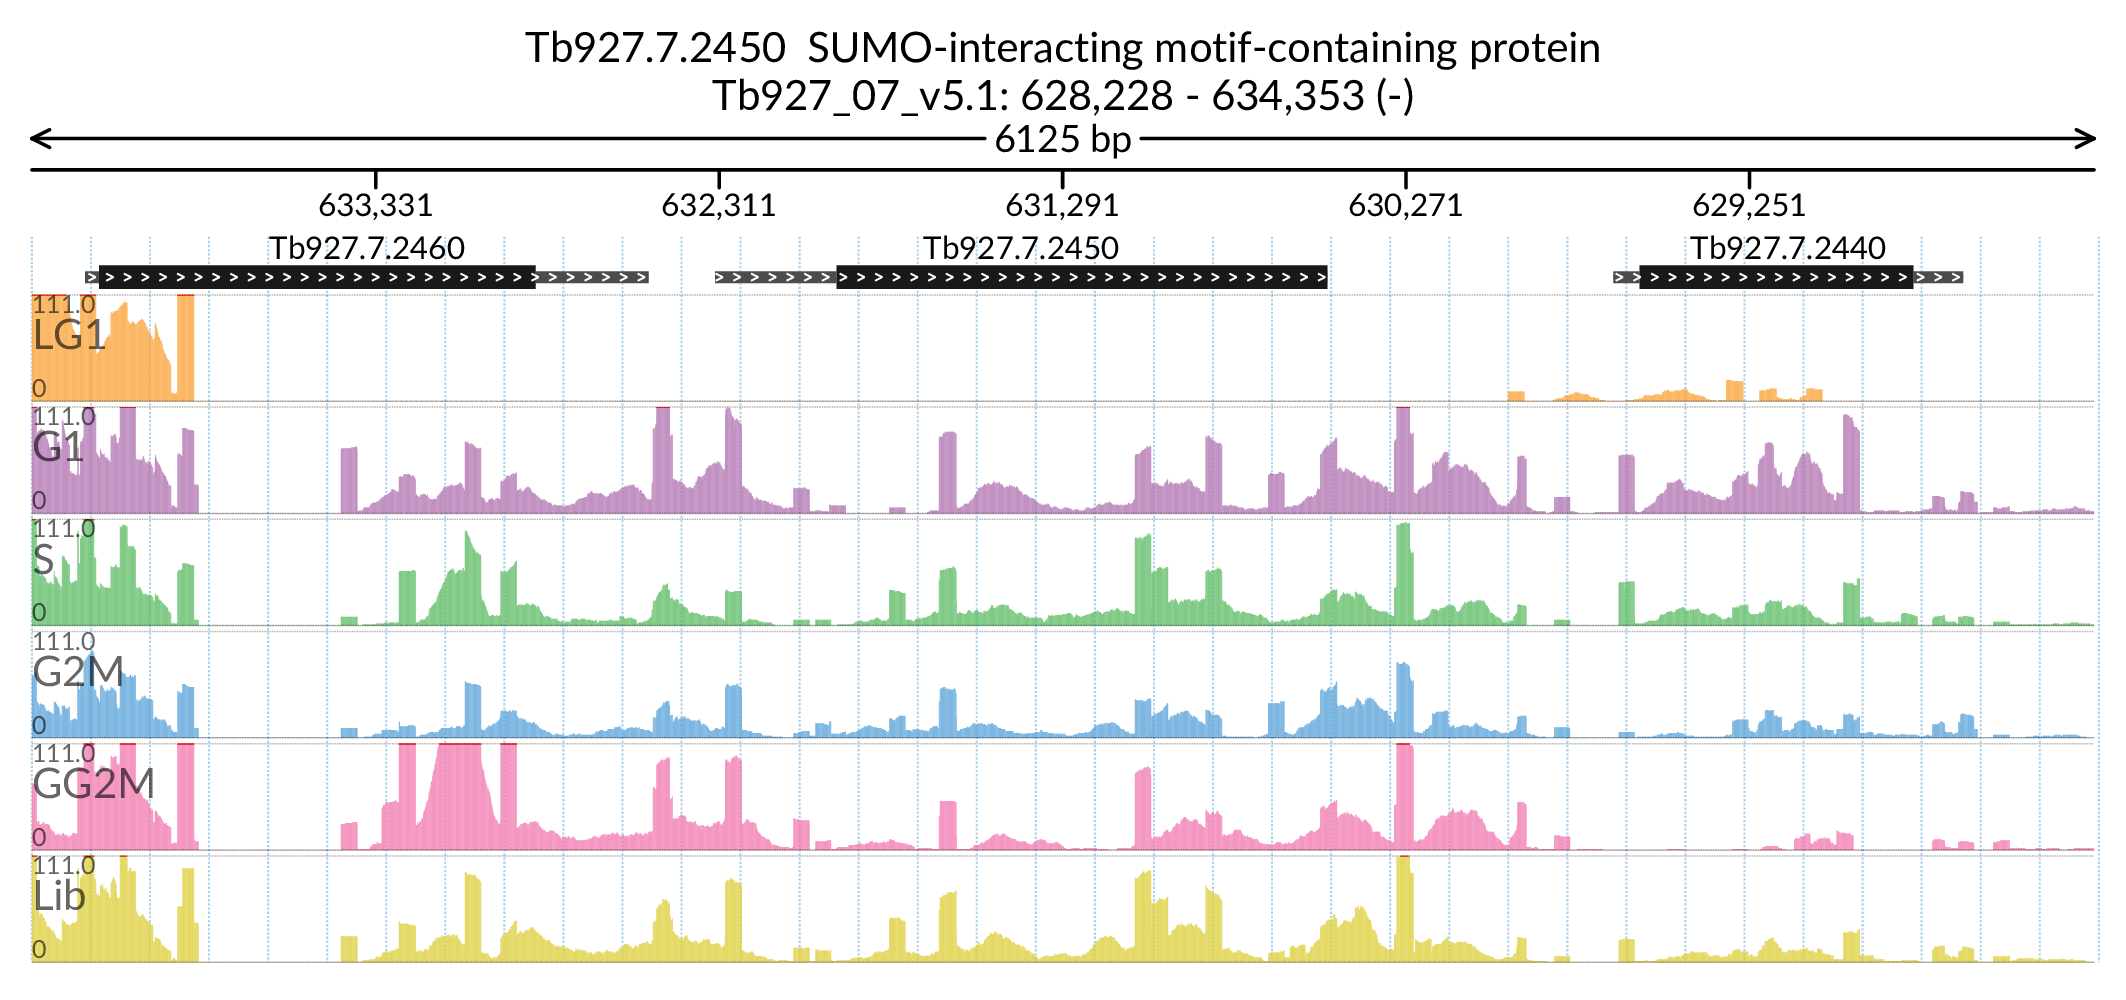 Tb927.7.2450  SUMO-interacting motif-containing protein
Tb927_07_v5.1: 628,228 - 634,353 (-)
6125 bp
633,331 632,311 631,291 630,271 629,251
Tb927.7.2460 Tb927.7.2450 Tb927.7.2440
111.0
LG1
0
111.0
G1
0
111.0
S
0
111.0
G2M
0
111.0
GG2M
0
111.0
Lib
0